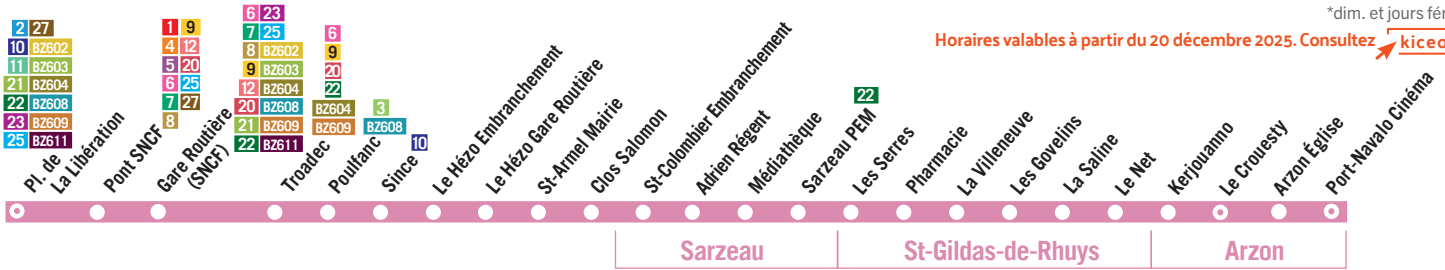 *dim. et jours fér
Horaires valables à partir du 20 décembre 2025. Consultez
kiceo
2 27
10 BZ602
11 BZ603
21 BZ604
22 BZ608
23 BZ609
25 BZ611
Pl. de
La Libération
1 9
4 12
5 20
6 25
7 27
8
Pont SNCF
6 23
7 25
8 BZ602
9 BZ603
12 BZ604
20 BZ608
21 BZ609
22 BZ611
Gare Routière
(SNCF)
6
9
20
22
BZ604
BZ609
Troadec
3
BZ608
Poulfanc
10
Since
Le Hézo Embranchement
Le Hézo Gare Routière
St-Armel Mairie
Clos Salomon
St-Colombier Embranchement
Adrien Régent
Médiathèque
22
Sarzeau PEM
Les Serres
Pharmacie
La Villeneuve
Les Govelins
La Saline
Le Net
Kerjouanno
Le Crouesty
Arzon Église
Port-Navalo Cinéma
Sarzeau
St-Gildas-de-Rhuys
Arzon